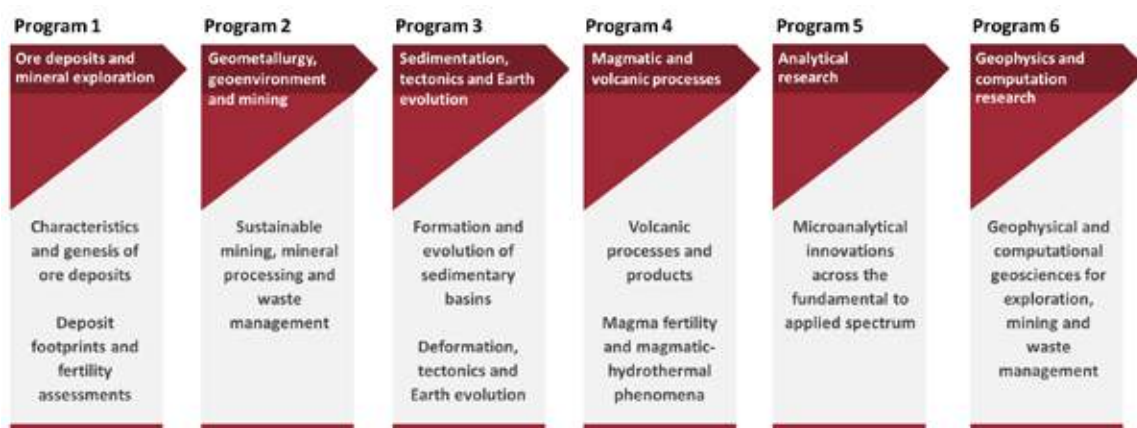 Program 1
Ore deposits and
mineral exploration
Characteristics
and genesis of
ore deposits
Deposit
footprints and
fertility
assessments
Program 2
Geometallurgy,
geoenvironment
and mining
Sustainable
mining, mineral
processing and
waste
management
Program 3
Sedimentation,
tectonics and Earth
evolution
Formation and
evolution of
sedimentary
basins
Deformation,
tectonics and
Earth evolution
Program 4
Magmatic and
volcanic processes
Volcanic
processes and
products
Magma fertility
and magmatic-
hydrothermal
phenomena
Program 5
Analytical
research
Microanalytical
innovations
across the
fundamental to
applied spectrum
Program 6
Geophysics and
computation
research
Geophysical and
computational
geosciences for
exploration,
mining and
waste
management